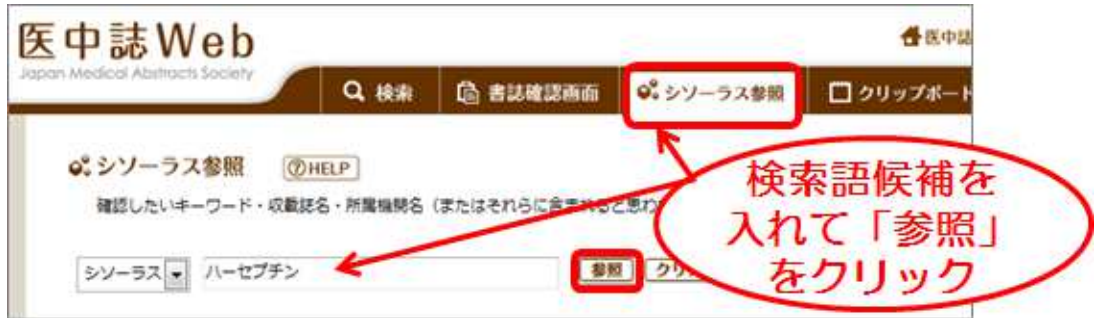 医中誌Web
医中誌
Japan Medical Abstracts Society
検索
書誌確認画面
シソーラス参照
クリップボード
シソーラス参照
HELP
確認したいキーワード・収載誌名・所属機関名（またはそれらに含まれると思わ
検索語候補を
入れて「参照」
をクリック
シソーラス
ハーセプチン
参照
クリ